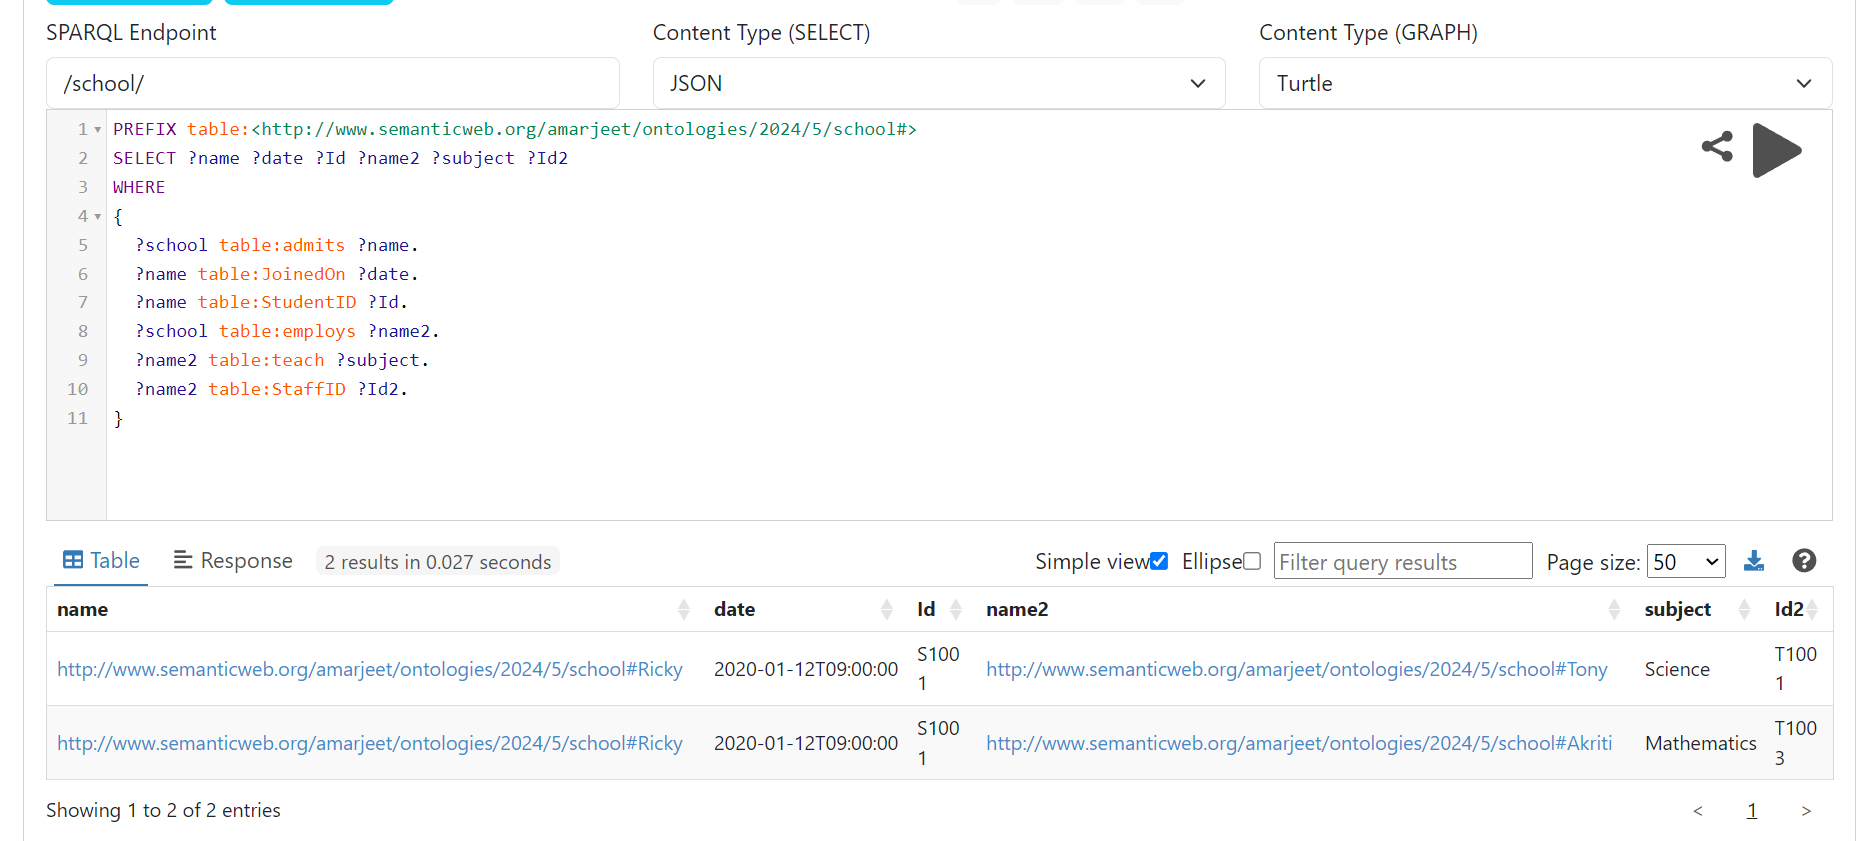 SPARQL Endpoint Content Type (SELECT) Content Type (GRAPH)
/school/ JSON Turtle
1 PREFIX table:<http://www.semanticweb.org/amarjeet/ontologies/2024/5/school#>
2 SELECT ?name ?date ?Id ?name2 ?subject ?Id2
3 WHERE
4 {
5 ?school table:admits ?name.
6 ?name table:JoinedOn ?date.
7 ?name table:StudentID ?Id.
8 ?school table:employs ?name2.
9 ?name2 table:teach ?subject.
10 ?name2 table:StaffID ?Id2.
11 }
Table Response 2 results in 0.027 seconds Simple view Ellipse Filter query results Page size: 50
name date Id name2 subject Id2
http://www.semanticweb.org/amarjeet/ontologies/2024/5/school#Ricky 2020-01-12T09:00:00 S1001 http://www.semanticweb.org/amarjeet/ontologies/2024/5/school#Tony Science T1001
http://www.semanticweb.org/amarjeet/ontologies/2024/5/school#Ricky 2020-01-12T09:00:00 S1001 http://www.semanticweb.org/amarjeet/ontologies/2024/5/school#Akriti Mathematics T1003
Showing 1 to 2 of 2 entries < 1 >